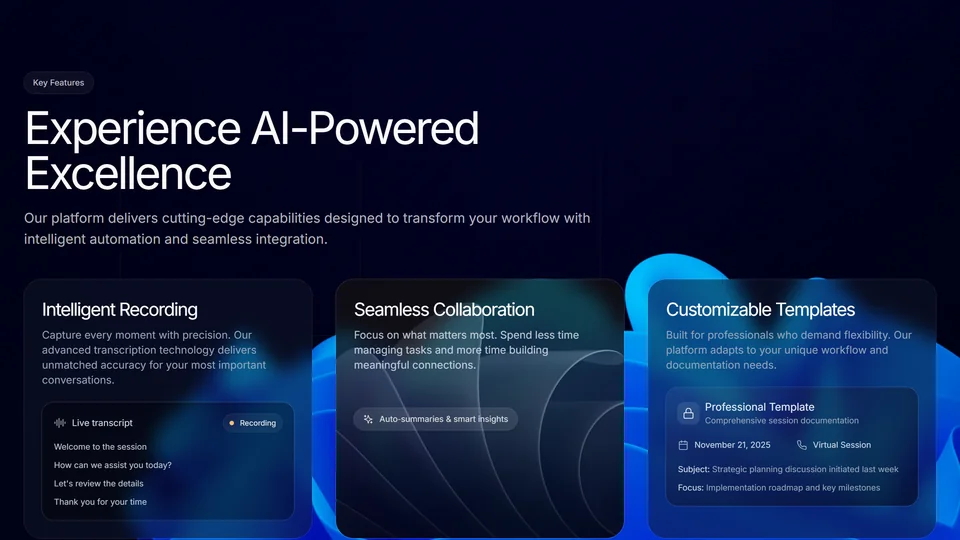 Key Features
Experience AI-Powered
Excellence
Our platform delivers cutting-edge capabilities designed to transform your workflow with
intelligent automation and seamless integration.
Intelligent Recording
Capture every moment with precision. Our
advanced transcription technology delivers
unmatched accuracy for your most important
conversations.
Live transcript
Recording
Welcome to the session
How can we assist you today?
Let's review the details
Thank you for your time
Seamless Collaboration
Focus on what matters most. Spend less time
managing tasks and more time building
meaningful connections.
Auto-summaries & smart insights
Customizable Templates
Built for professionals who demand flexibility. Our
platform adapts to your unique workflow and
documentation needs.
Professional Template
Comprehensive session documentation
November 21, 2025
Virtual Session
Subject: Strategic planning discussion initiated last week
Focus: Implementation roadmap and key milestones